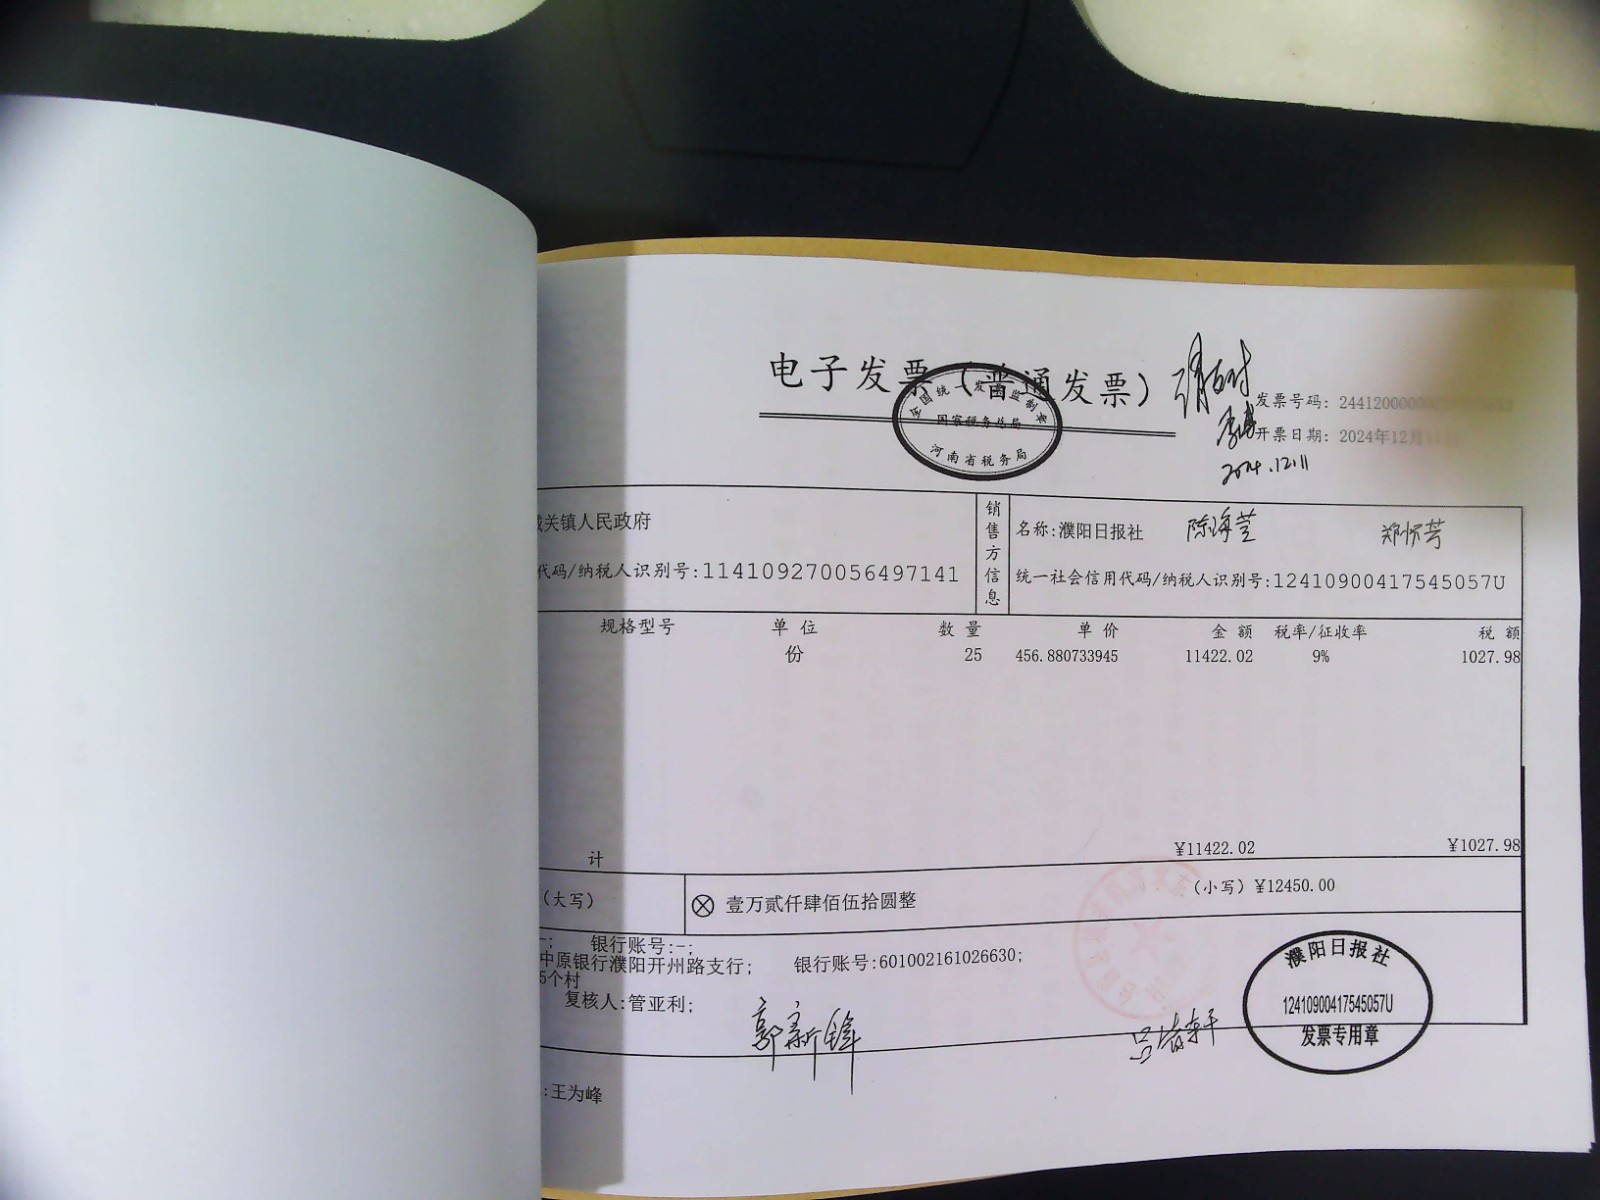 电子发票（普通发票）
全国统一发票监制章
国家税务总局
河南省税务局
请支付
发票号码：
开票日期：2024年12月
2024.12.11
城关镇人民政府
代码/纳税人识别号:114109270056497141
销售方信息
名称:濮阳日报社
统一社会信用代码/纳税人识别号:12410900417545057U
规格型号 单位 数量 单价 金额 税率/征收率 税额
份 25 456.880733945 11422.02 9% 1027.98
计 ¥11422.02 ¥1027.98
（大写） ⊗ 壹万贰仟肆佰伍拾圆整 （小写）¥12450.00
-; 银行账号:-;
中原银行濮阳开州路支行; 银行账号:601002161026630;
5个村
复核人:管亚利;
郭新锋
濮阳日报社
12410900417545057U
发票专用章
:王为峰